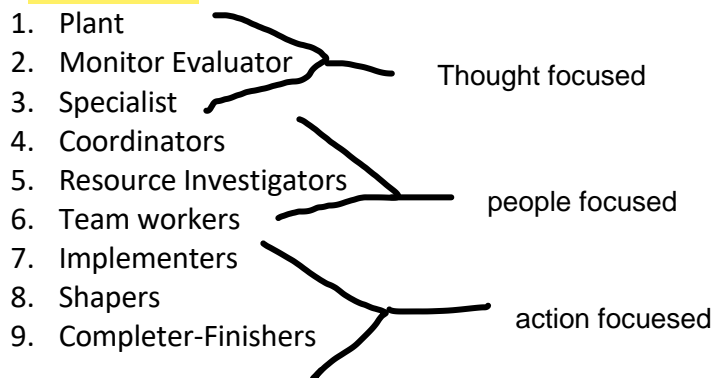 1. Plant
2. Monitor Evaluator
3. Specialist
Thought focused
4. Coordinators
5. Resource Investigators
6. Team workers
people focused
7. Implementers
8. Shapers
9. Completer-Finishers
action focuesed